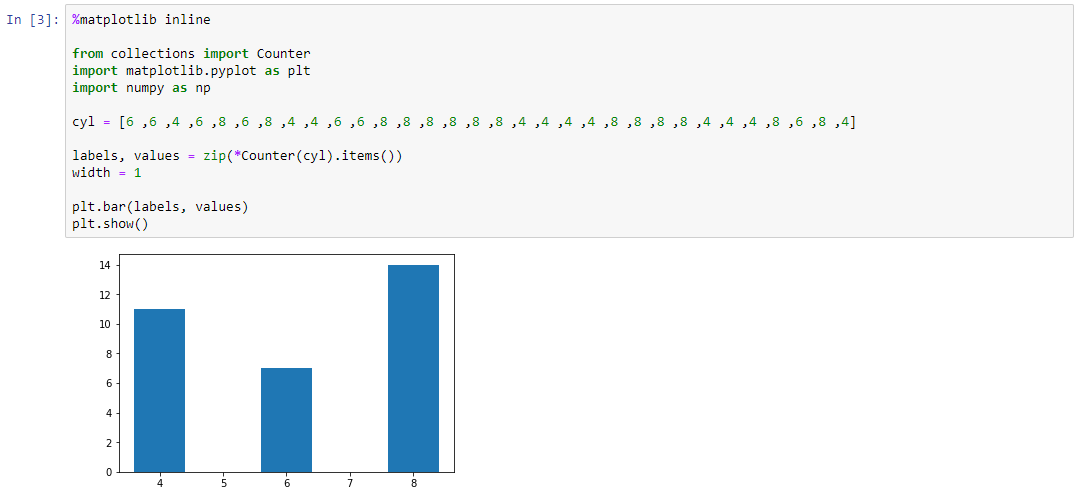 In [3]: %matplotlib inline
from collections import Counter
import matplotlib.pyplot as plt
import numpy as np
cyl = [6 ,6 ,4 ,6 ,8 ,6 ,8 ,4 ,4 ,6 ,6 ,8 ,8 ,8 ,8 ,8 ,8 ,4 ,4 ,4 ,4 ,8 ,8 ,8 ,8 ,4 ,4 ,4 ,8 ,6 ,8 ,4]
labels, values = zip(*Counter(cyl).items())
width = 1
plt.bar(labels, values)
plt.show()
14
12
10
8
6
4
2
0
4 5 6 7 8